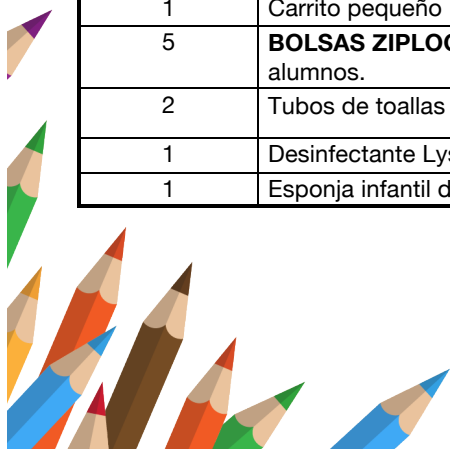 1 Carrito pequeño
5 BOLSAS ZIPLOC
alumnos.
2 Tubos de toallas
1 Desinfectante Lys
1 Esponja infantil d